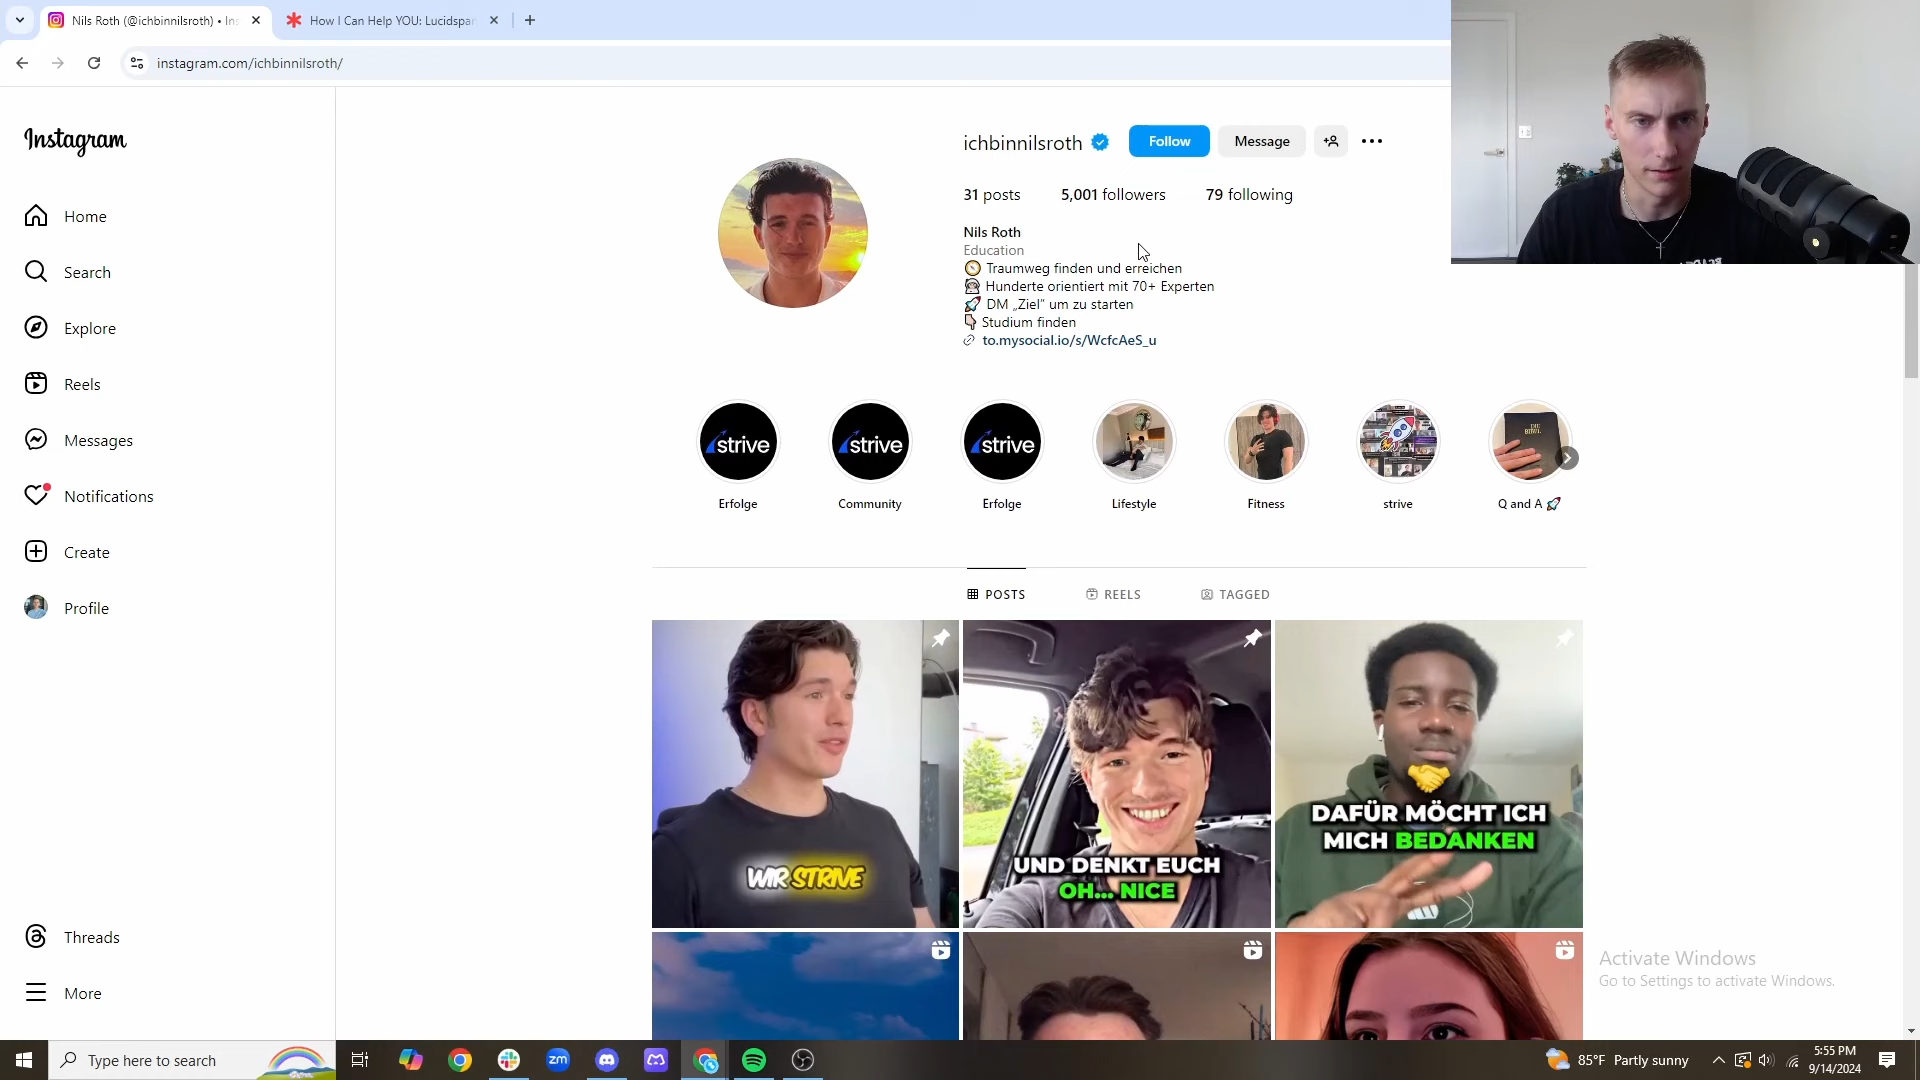 Nils Roth (@ichbinnilsroth) • Ins
How I Can Help YOU: Lucidspa
instagram.com/ichbinnilsroth/
Instagram
Home
Search
Explore
Reels
Messages
Notifications
Create
Profile
Threads
More
ichbinnilsroth
Follow
Message
31 posts
5,001 followers
79 following
Nils Roth
Education
Traumweg finden und erreichen
Hunderte orientiert mit 70+ Experten
DM „Ziel“ um zu starten
Studium finden
to.mysocial.io/s/WcfcAeS_u
strive
strive
strive
DIE BIBEL
Erfolge
Community
Erfolge
Lifestyle
Fitness
strive
Q and A
POSTS
REELS
TAGGED
WIR STRIVE
UND DENKT EUCH
OH... NICE
DAFÜR MÖCHT ICH
MICH BEDANKEN
Activate Windows
Go to Settings to activate Windows.
Type here to search
zm
85°F Partly sunny
5:55 PM
9/14/2024